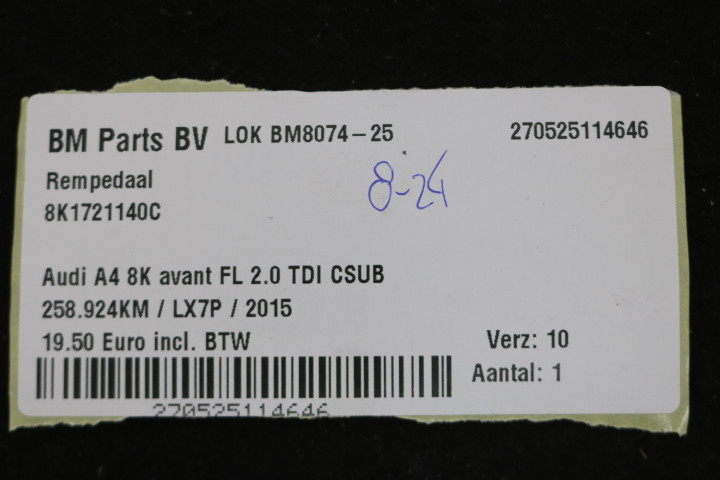 BM Parts BV LOK BM8074-25 270525114646
Rempedaal
8K1721140C
8-24
Audi A4 8K avant FL 2.0 TDI CSUB
258.924KM / LX7P / 2015
19.50 Euro incl. BTW Verz: 10
Aantal: 1
270525114646